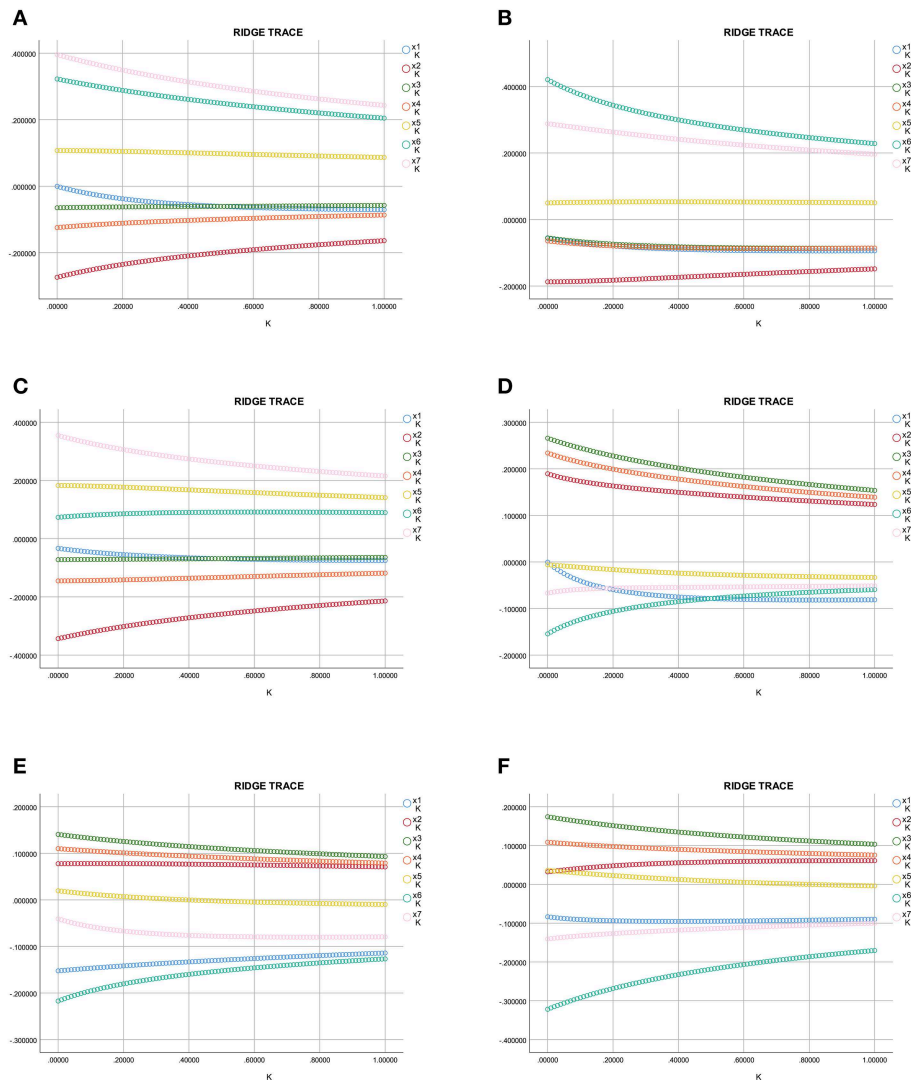 A
RIDGE TRACE
.400000
.200000
.000000
-.200000
.00000 .20000 .40000 .60000 .80000 1.00000
K
x1
K
x2
K
x3
K
x4
K
x5
K
x6
K
x7
K
B
RIDGE TRACE
.400000
.200000
.000000
-.200000
.00000 .20000 .40000 .60000 .80000 1.00000
K
x1
K
x2
K
x3
K
x4
K
x5
K
x6
K
x7
K
C
RIDGE TRACE
.400000
.200000
.000000
-.200000
-.400000
.00000 .20000 .40000 .60000 .80000 1.00000
K
x1
K
x2
K
x3
K
x4
K
x5
K
x6
K
x7
K
D
RIDGE TRACE
.300000
.200000
.100000
.000000
-.100000
-.200000
.00000 .20000 .40000 .60000 .80000 1.00000
K
x1
K
x2
K
x3
K
x4
K
x5
K
x6
K
x7
K
E
RIDGE TRACE
.200000
.100000
.000000
-.100000
-.200000
-.300000
.00000 .20000 .40000 .60000 .80000 1.00000
K
x1
K
x2
K
x3
K
x4
K
x5
K
x6
K
x7
K
F
RIDGE TRACE
.200000
.100000
.000000
-.100000
-.200000
-.300000
-.400000
.00000 .20000 .40000 .60000 .80000 1.00000
K
x1
K
x2
K
x3
K
x4
K
x5
K
x6
K
x7
K